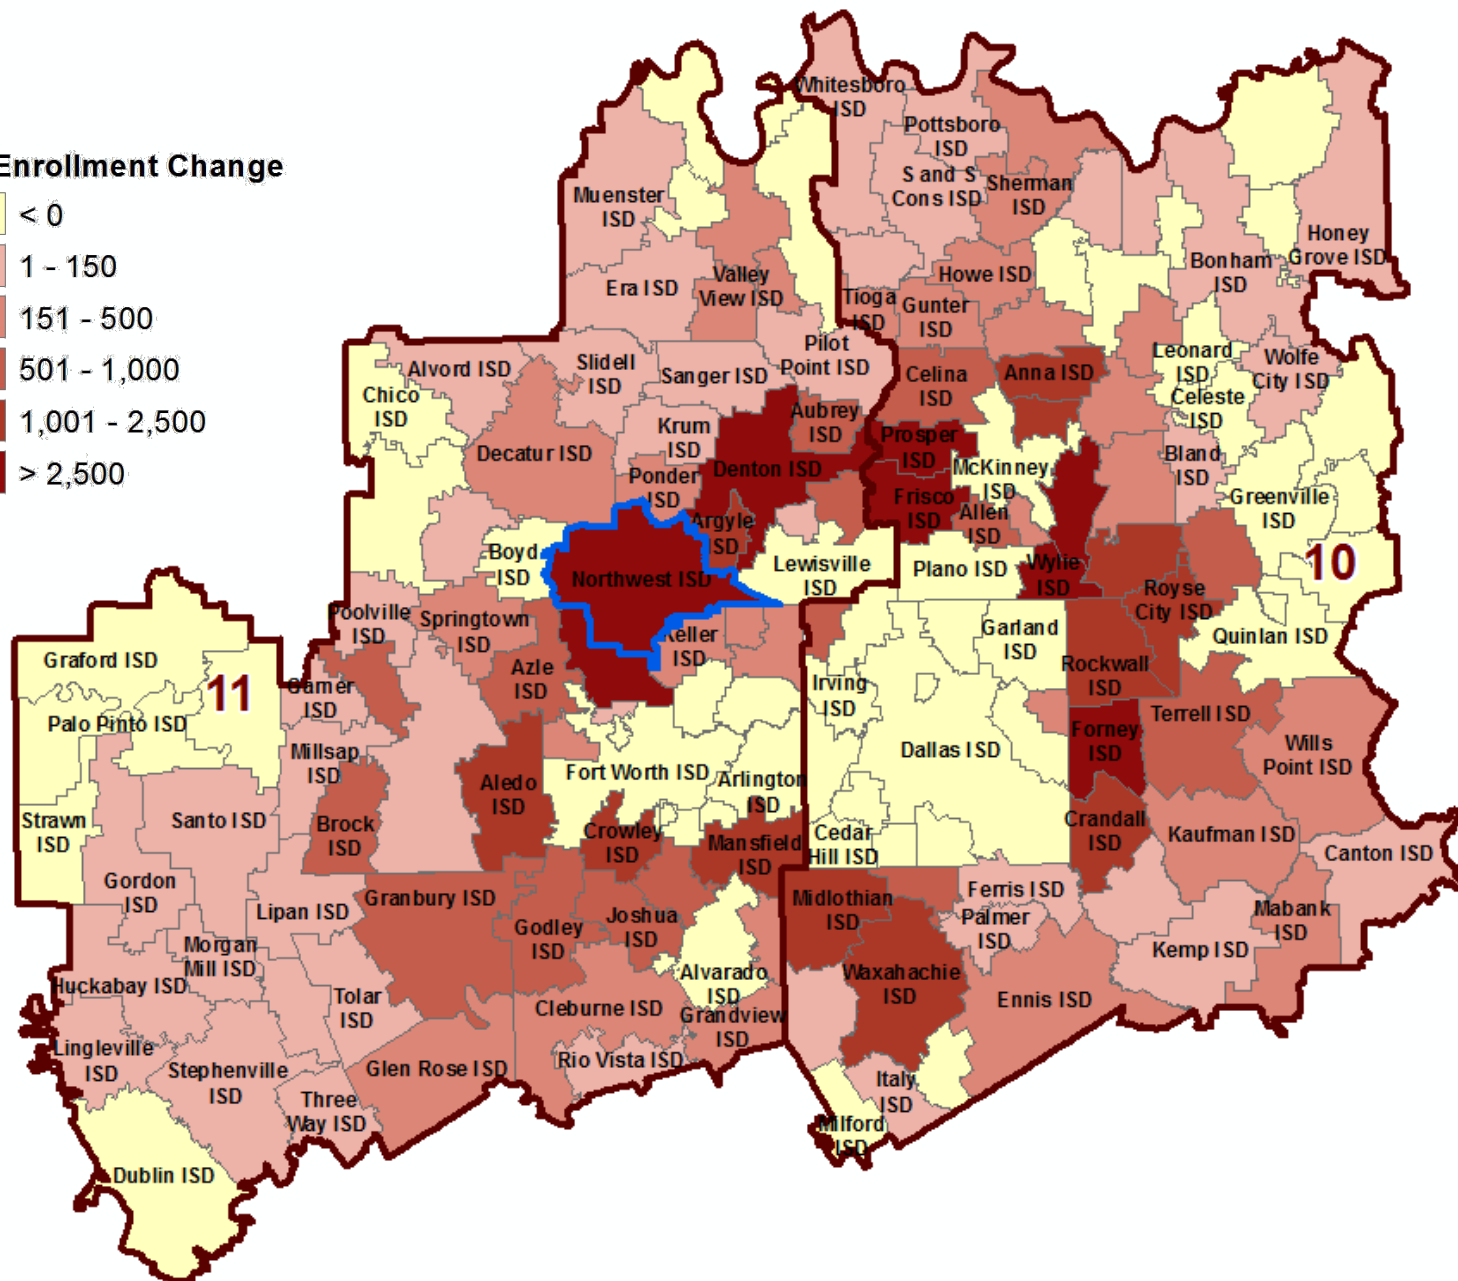 Enrollment Change
< 0
1 - 150
151 - 500
501 - 1,000
1,001 - 2,500
> 2,500
Whitesboro
ISD
Pottsboro
ISD
S and S
Cons ISD
Sherman
ISD
Muenster
ISD
Honey
Grove ISD
Bonham
ISD
Era ISD
Valley
View ISD
Howe ISD
Tioga
ISD
Gunter
ISD
Pilot
Point ISD
Alvord ISD
Slidell
ISD
Sanger ISD
Celina
ISD
Anna ISD
Leonard
ISD
Wolfe
City ISD
Chico
ISD
Celeste
ISD
Aubrey
ISD
Krum
ISD
Decatur ISD
Prosper
ISD
Denton ISD
McKinney
ISD
Bland
ISD
Ponder
ISD
Greenville
ISD
Frisco
ISD
Allen
ISD
Argyle
ISD
Boyd
ISD
Northwest ISD
Lewisville
ISD
Plano ISD
Wylie
ISD
10
Royse
City ISD
Poolville
ISD
Springtown
ISD
Keller
ISD
Garland
ISD
Quinlan ISD
Graford ISD
11
Azle
ISD
Rockwall
ISD
Garner
ISD
Irving
ISD
Palo Pinto ISD
Terrell ISD
Forney
ISD
Millsap
ISD
Dallas ISD
Wills
Point ISD
Fort Worth ISD
Arlington
ISD
Aledo
ISD
Strawn
ISD
Santo ISD
Brock
ISD
Crowley
ISD
Mansfield
ISD
Cedar
Hill ISD
Crandall
ISD
Kaufman ISD
Canton ISD
Gordon
ISD
Granbury ISD
Midlothian
ISD
Ferris ISD
Lipan ISD
Godley
ISD
Joshua
ISD
Palmer
ISD
Mabank
ISD
Morgan
Mill ISD
Kemp ISD
Huckabay ISD
Alvarado
ISD
Waxahachie
ISD
Tolar
ISD
Cleburne ISD
Ennis ISD
Grandview
ISD
Lingleville
ISD
Stephenville
ISD
Glen Rose ISD
Rio Vista ISD
Italy
ISD
Three
Way ISD
Milford
ISD
Dublin ISD